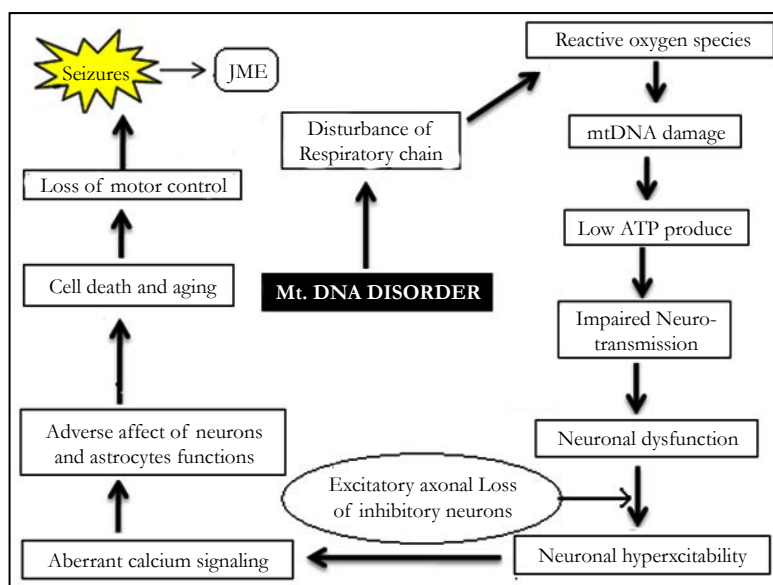 Mt. DNA DISORDER
Disturbance of
Respiratory chain
Reactive oxygen species
mtDNA damage
Low ATP produce
Impaired Neuro-
transmission
Neuronal dysfunction
Excitatory axonal Loss
of inhibitory neurons
Neuronal hyperxcitability
Aberrant calcium signaling
Adverse affect of neurons
and astrocytes functions
Cell death and aging
Loss of motor control
Seizures
JME